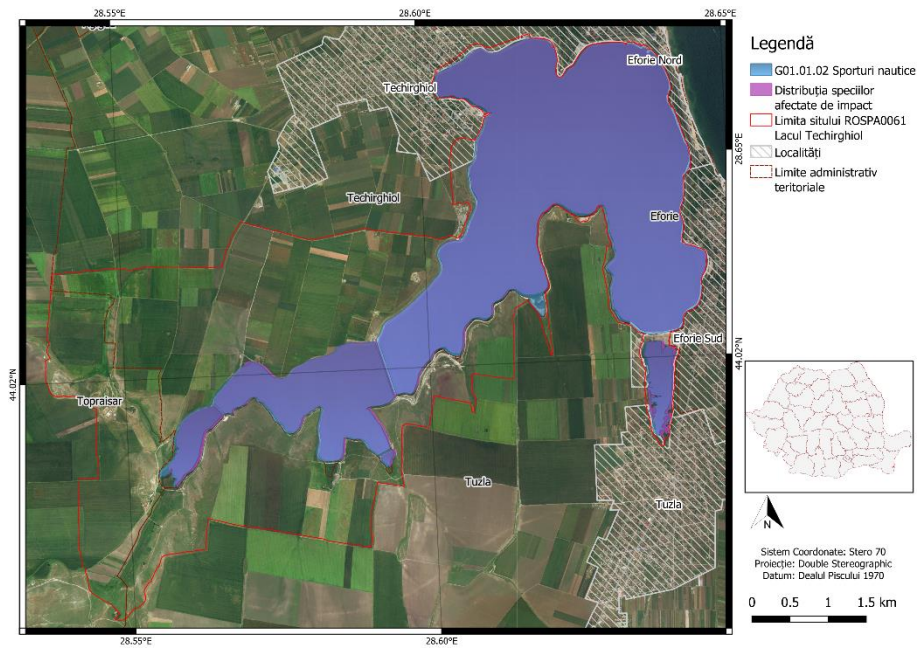 28.55°E
28.60°E
28.65°E
Eforie Nord
Techirghiol
28.65°E
Techirghiol
Eforie
Eforie Sud
44.02°N
44.02°N
Topraisar
Tuzla
Tuzla
28.55°E
28.60°E
Legendă
G01.01.02 Sporturi nautice
Distribuția speciilor
afectate de impact
Limita sitului ROSPA0061
Lacul Techirghiol
Localități
Limite administrativ
teritoriale
N
Sistem Coordonate: Stero 70
Proiecție: Double Stereographic
Datum: Dealul Piscului 1970
0 0.5 1 1.5 km